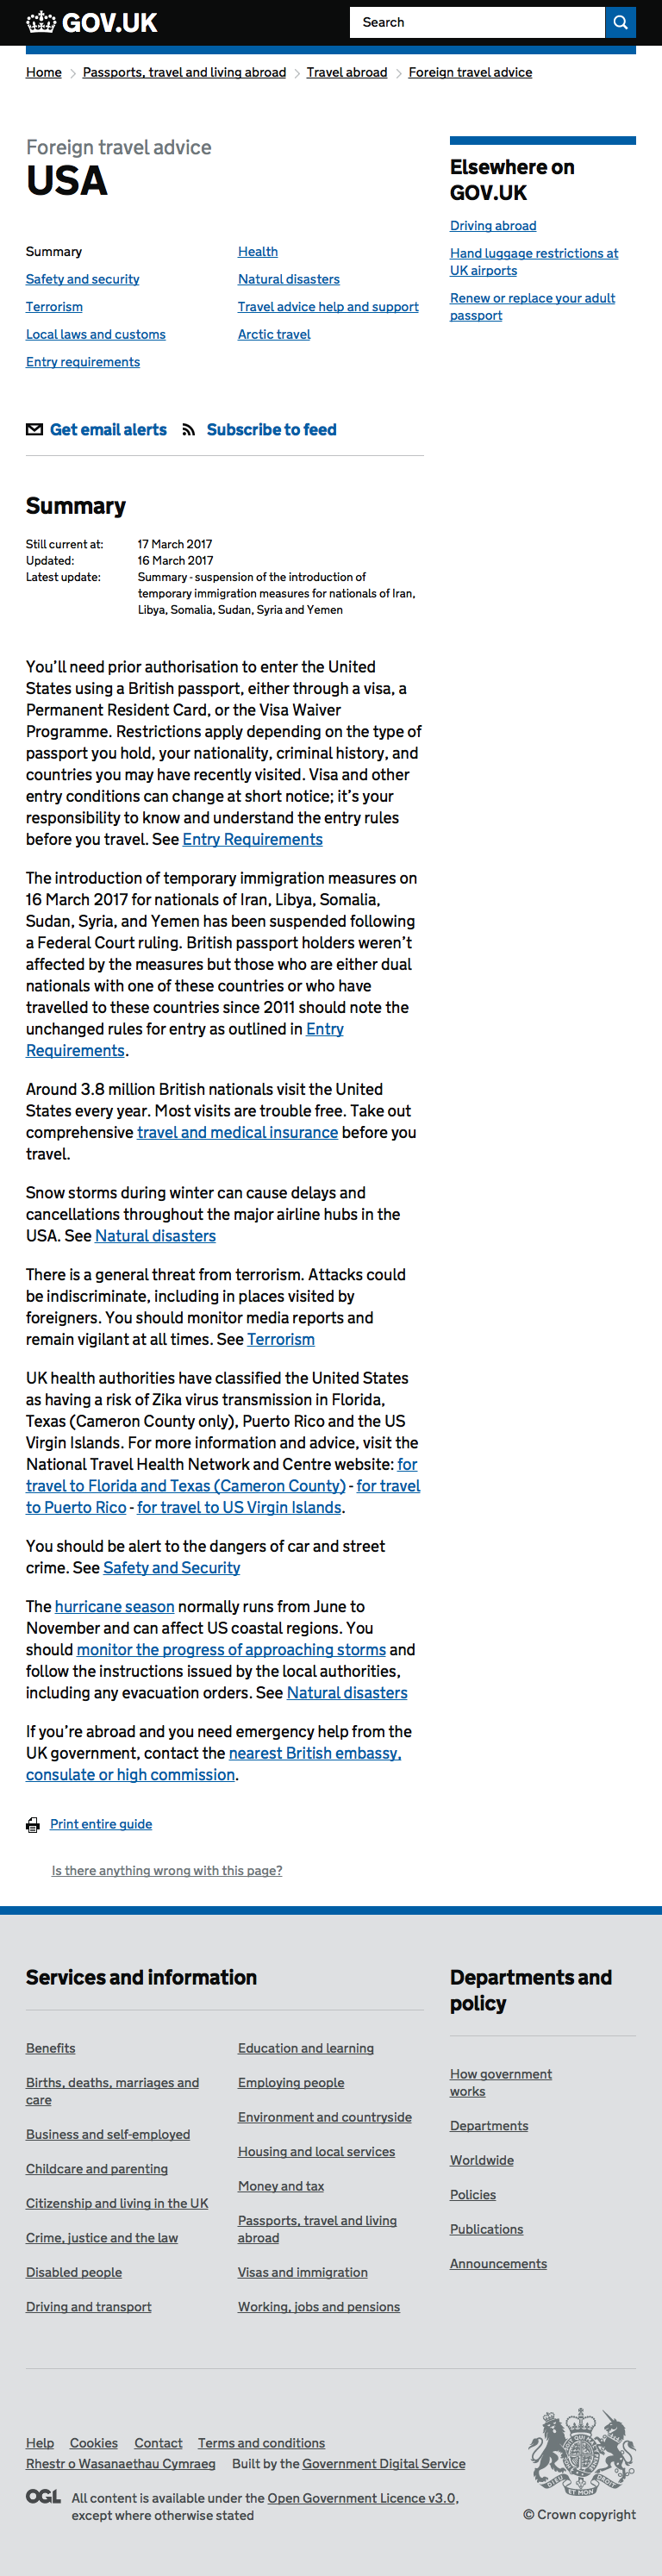 GOV.UK
Search
Home
Passports, travel and living abroad
Travel abroad
Foreign travel advice
Foreign travel advice
USA
Summary
Safety and security
Terrorism
Local laws and customs
Entry requirements
Health
Natural disasters
Travel advice help and support
Arctic travel
Elsewhere on
GOV.UK
Driving abroad
Hand luggage restrictions at
UK airports
Renew or replace your adult
passport
Get email alerts
Subscribe to feed
Summary
Still current at: 17 March 2017
Updated: 16 March 2017
Latest update: Summary - suspension of the introduction of
temporary immigration measures for nationals of Iran,
Libya, Somalia, Sudan, Syria and Yemen
You’ll need prior authorisation to enter the United
States using a British passport, either through a visa, a
Permanent Resident Card, or the Visa Waiver
Programme. Restrictions apply depending on the type of
passport you hold, your nationality, criminal history, and
countries you may have recently visited. Visa and other
entry conditions can change at short notice; it’s your
responsibility to know and understand the entry rules
before you travel. See Entry Requirements
The introduction of temporary immigration measures on
16 March 2017 for nationals of Iran, Libya, Somalia,
Sudan, Syria, and Yemen has been suspended following
a Federal Court ruling. British passport holders weren’t
affected by the measures but those who are either dual
nationals with one of these countries or who have
travelled to these countries since 2011 should note the
unchanged rules for entry as outlined in Entry
Requirements.
Around 3.8 million British nationals visit the United
States every year. Most visits are trouble free. Take out
comprehensive travel and medical insurance before you
travel.
Snow storms during winter can cause delays and
cancellations throughout the major airline hubs in the
USA. See Natural disasters
There is a general threat from terrorism. Attacks could
be indiscriminate, including in places visited by
foreigners. You should monitor media reports and
remain vigilant at all times. See Terrorism
UK health authorities have classified the United States
as having a risk of Zika virus transmission in Florida,
Texas (Cameron County only), Puerto Rico and the US
Virgin Islands. For more information and advice, visit the
National Travel Health Network and Centre website: for
travel to Florida and Texas (Cameron County) - for travel
to Puerto Rico - for travel to US Virgin Islands.
You should be alert to the dangers of car and street
crime. See Safety and Security
The hurricane season normally runs from June to
November and can affect US coastal regions. You
should monitor the progress of approaching storms and
follow the instructions issued by the local authorities,
including any evacuation orders. See Natural disasters
If you’re abroad and you need emergency help from the
UK government, contact the nearest British embassy,
consulate or high commission.
Print entire guide
Is there anything wrong with this page?
Services and information
Benefits
Births, deaths, marriages and
care
Business and self-employed
Childcare and parenting
Citizenship and living in the UK
Crime, justice and the law
Disabled people
Driving and transport
Education and learning
Employing people
Environment and countryside
Housing and local services
Money and tax
Passports, travel and living
abroad
Visas and immigration
Working, jobs and pensions
Departments and
policy
How government
works
Departments
Worldwide
Policies
Publications
Announcements
Help Cookies Contact Terms and conditions
Rhestr o Wasanaethau Cymraeg Built by the Government Digital Service
OGL All content is available under the Open Government Licence v3.0,
except where otherwise stated
DIEU ET MON DROIT
© Crown copyright